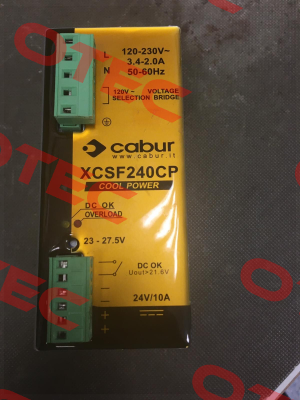 L
120-230V~
3.4-2.0A
N
50-60Hz
120V~ VOLTAGE
SELECTION BRIDGE
cabur
www.cabur.it
XCSF240CP
COOL POWER
DC OK
OVERLOAD
23 - 27.5V
DC OK
Uout>21.6V
24V/10A
OTEC